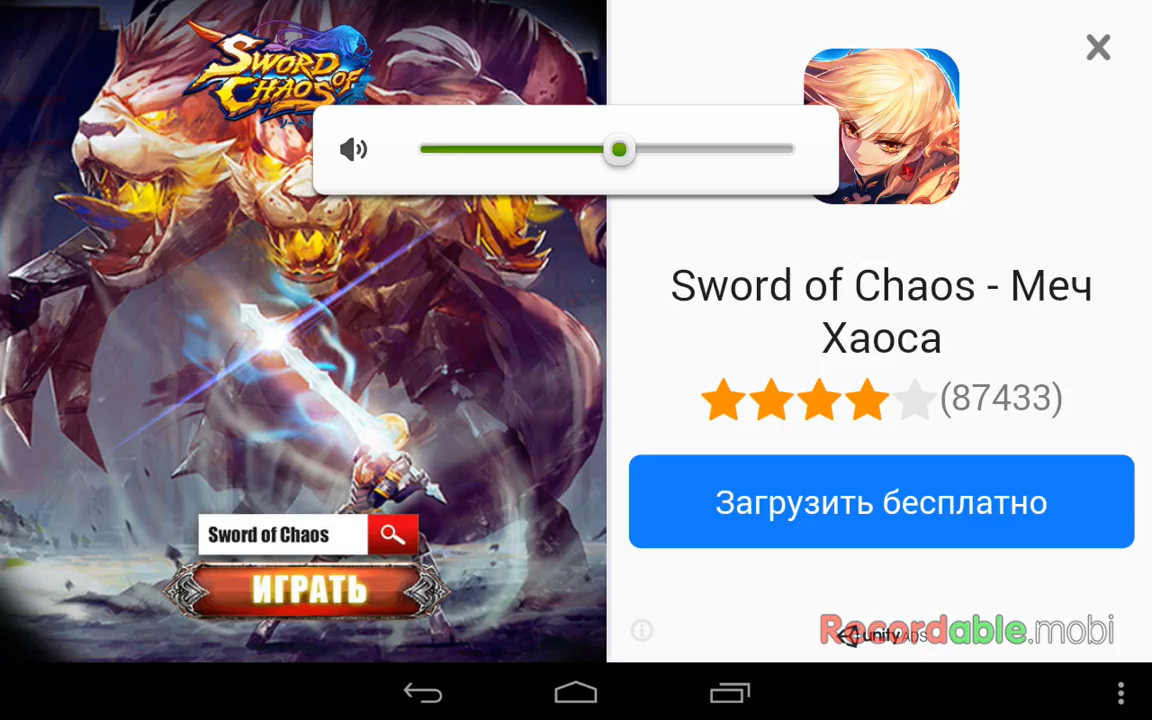 SWORD OF
CHAOS
Sword of Chaos - Меч
Хаоса
(87433)
Загрузить бесплатно
Sword of Chaos
ИГРАТЬ
Recordable.mobi
unity ADS